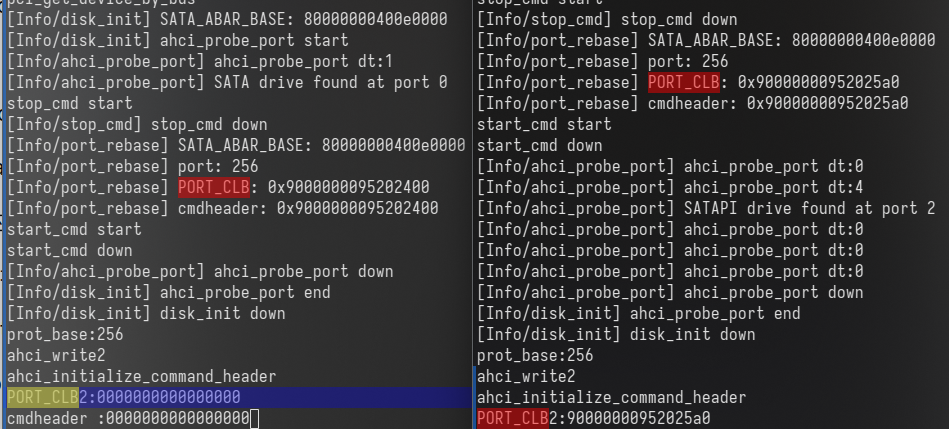 pci_get_device_by_bus
[Info/disk_init] SATA_ABAR_BASE: 80000000400e0000
[Info/disk_init] ahci_probe_port start
[Info/ahci_probe_port] ahci_probe_port dt:1
[Info/ahci_probe_port] SATA drive found at port 0
stop_cmd start
[Info/stop_cmd] stop_cmd down
[Info/port_rebase] SATA_ABAR_BASE: 80000000400e0000
[Info/port_rebase] port: 256
[Info/port_rebase] PORT_CLB: 0x9000000095202400
[Info/port_rebase] cmdheader: 0x9000000095202400
start_cmd start
start_cmd down
[Info/ahci_probe_port] ahci_probe_port down
[Info/disk_init] ahci_probe_port end
[Info/disk_init] disk_init down
prot_base:256
ahci_write2
ahci_initialize_command_header
PORT_CLB2:0000000000000000
cmdheader :0000000000000000
stop_cmd start
[Info/stop_cmd] stop_cmd down
[Info/port_rebase] SATA_ABAR_BASE: 80000000400e0000
[Info/port_rebase] port: 256
[Info/port_rebase] PORT_CLB: 0x90000000952025a0
[Info/port_rebase] cmdheader: 0x90000000952025a0
start_cmd start
start_cmd down
[Info/ahci_probe_port] ahci_probe_port dt:0
[Info/ahci_probe_port] ahci_probe_port dt:4
[Info/ahci_probe_port] SATAPI drive found at port 2
[Info/ahci_probe_port] ahci_probe_port dt:0
[Info/ahci_probe_port] ahci_probe_port dt:0
[Info/ahci_probe_port] ahci_probe_port dt:0
[Info/ahci_probe_port] ahci_probe_port down
[Info/disk_init] ahci_probe_port end
[Info/disk_init] disk_init down
prot_base:256
ahci_write2
ahci_initialize_command_header
PORT_CLB2:90000000952025a0